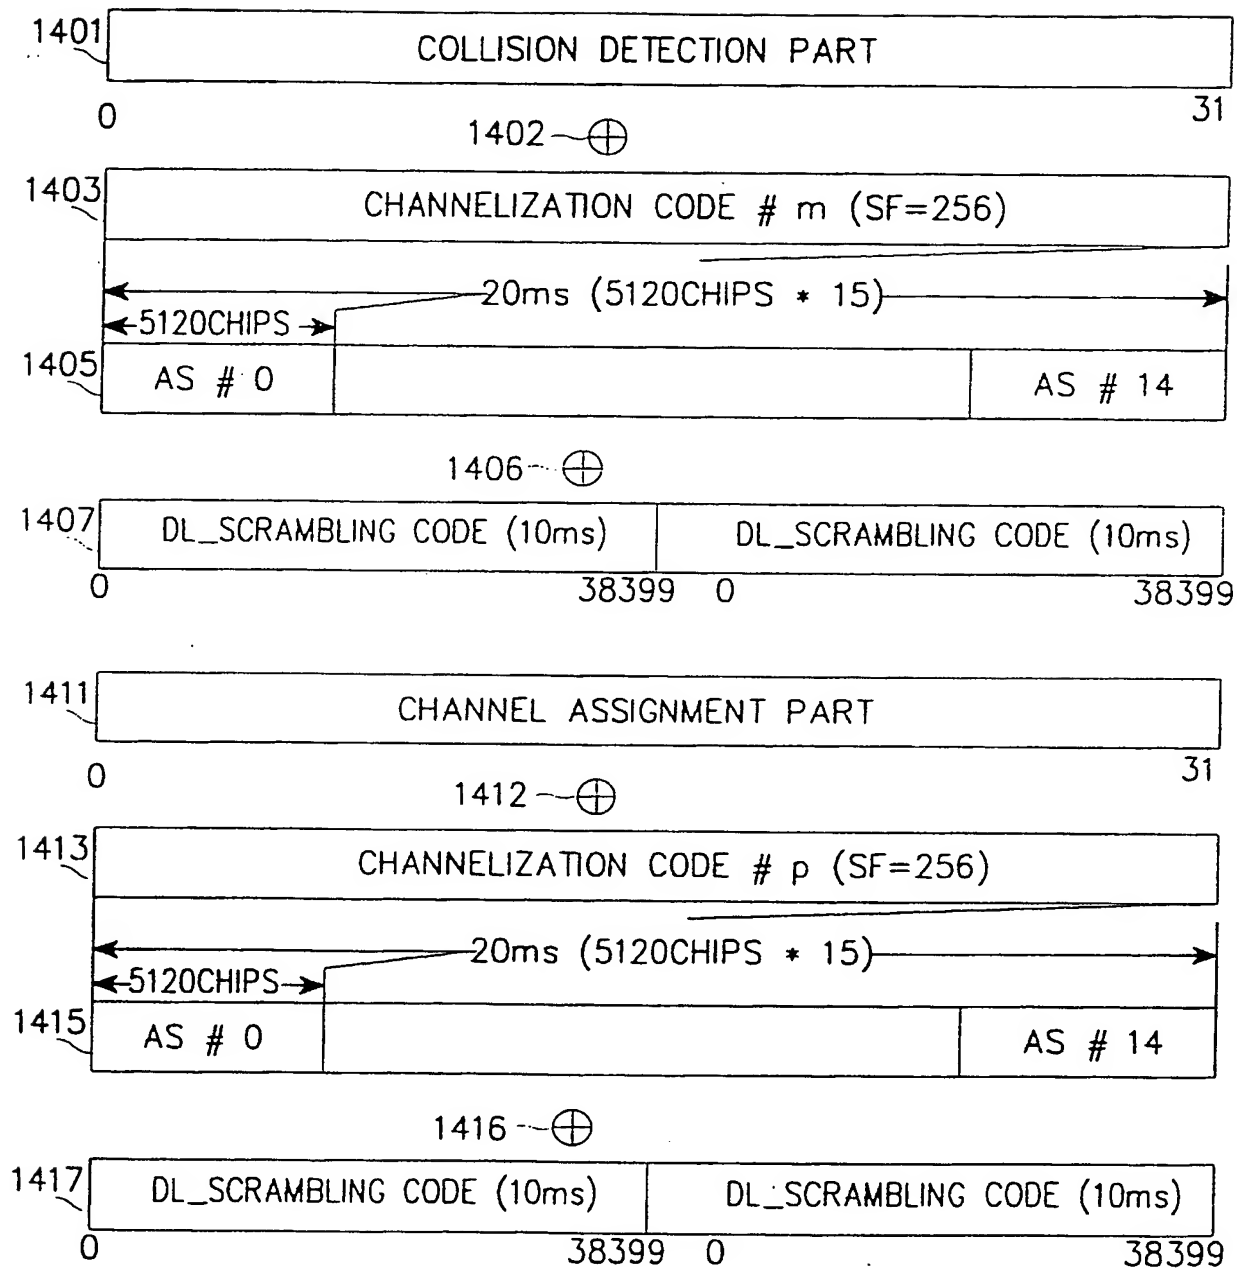 1401
COLLISION DETECTION PART
0 31
1402
1403
CHANNELIZATION CODE # m (SF=256)
20ms (5120CHIPS * 15)
5120CHIPS
1405
AS # 0 AS # 14
1406
1407
DL_SCRAMBLING CODE (10ms) DL_SCRAMBLING CODE (10ms)
0 38399 0 38399
1411
CHANNEL ASSIGNMENT PART
0 31
1412
1413
CHANNELIZATION CODE # p (SF=256)
20ms (5120CHIPS * 15)
5120CHIPS
1415
AS # 0 AS # 14
1416
1417
DL_SCRAMBLING CODE (10ms) DL_SCRAMBLING CODE (10ms)
0 38399 0 38399